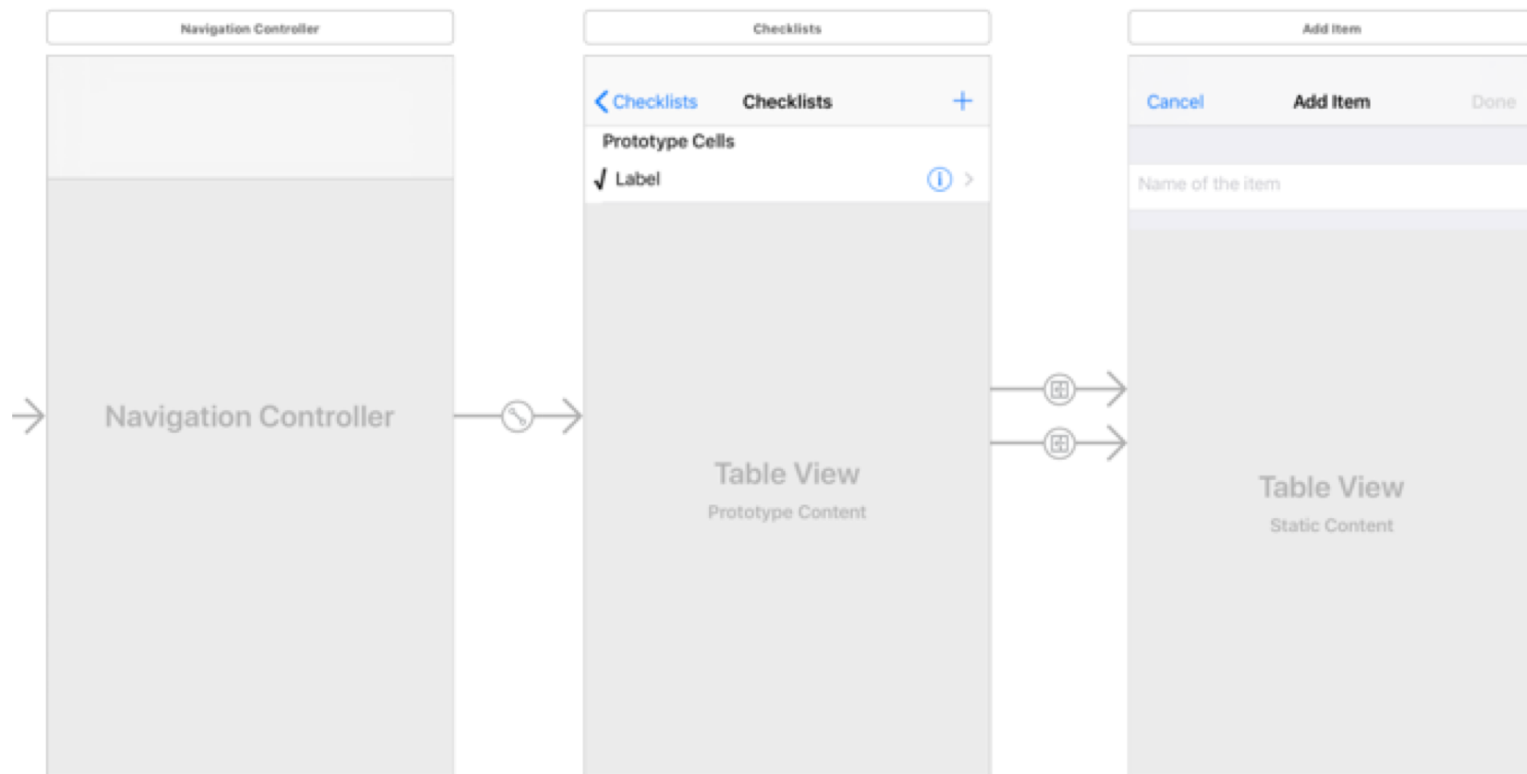 Navigation Controller
Navigation Controller
Checklists
Checklists Checklists +
Prototype Cells
√ Label
Table View
Prototype Content
Add Item
Cancel Add Item Done
Name of the item
Table View
Static Content